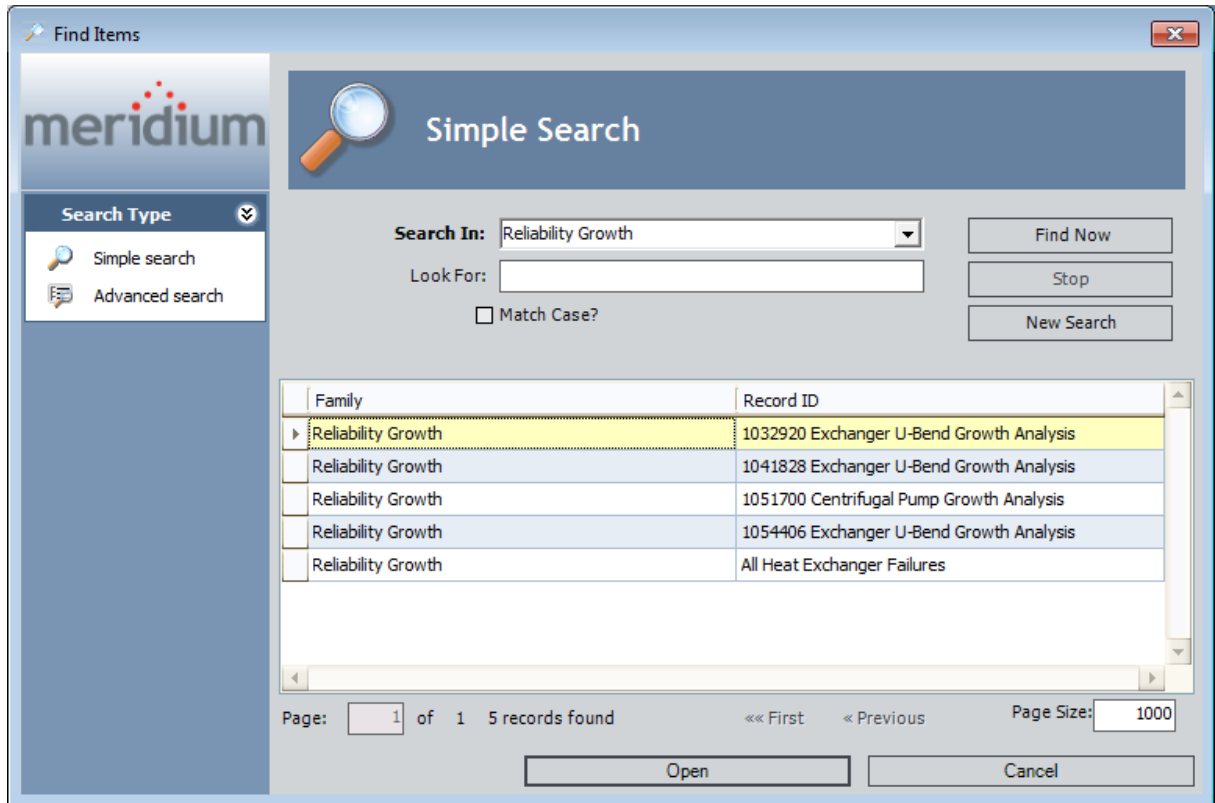 Find Items
meridium
Simple Search
Search Type
Simple search
Advanced search
Search In: Reliability Growth
Find Now
Look For:
Stop
Match Case?
New Search
Family Record ID
Reliability Growth 1032920 Exchanger U-Bend Growth Analysis
Reliability Growth 1041828 Exchanger U-Bend Growth Analysis
Reliability Growth 1051700 Centrifugal Pump Growth Analysis
Reliability Growth 1054406 Exchanger U-Bend Growth Analysis
Reliability Growth All Heat Exchanger Failures
Page: 1 of 1 5 records found «« First « Previous Page Size: 1000
Open Cancel